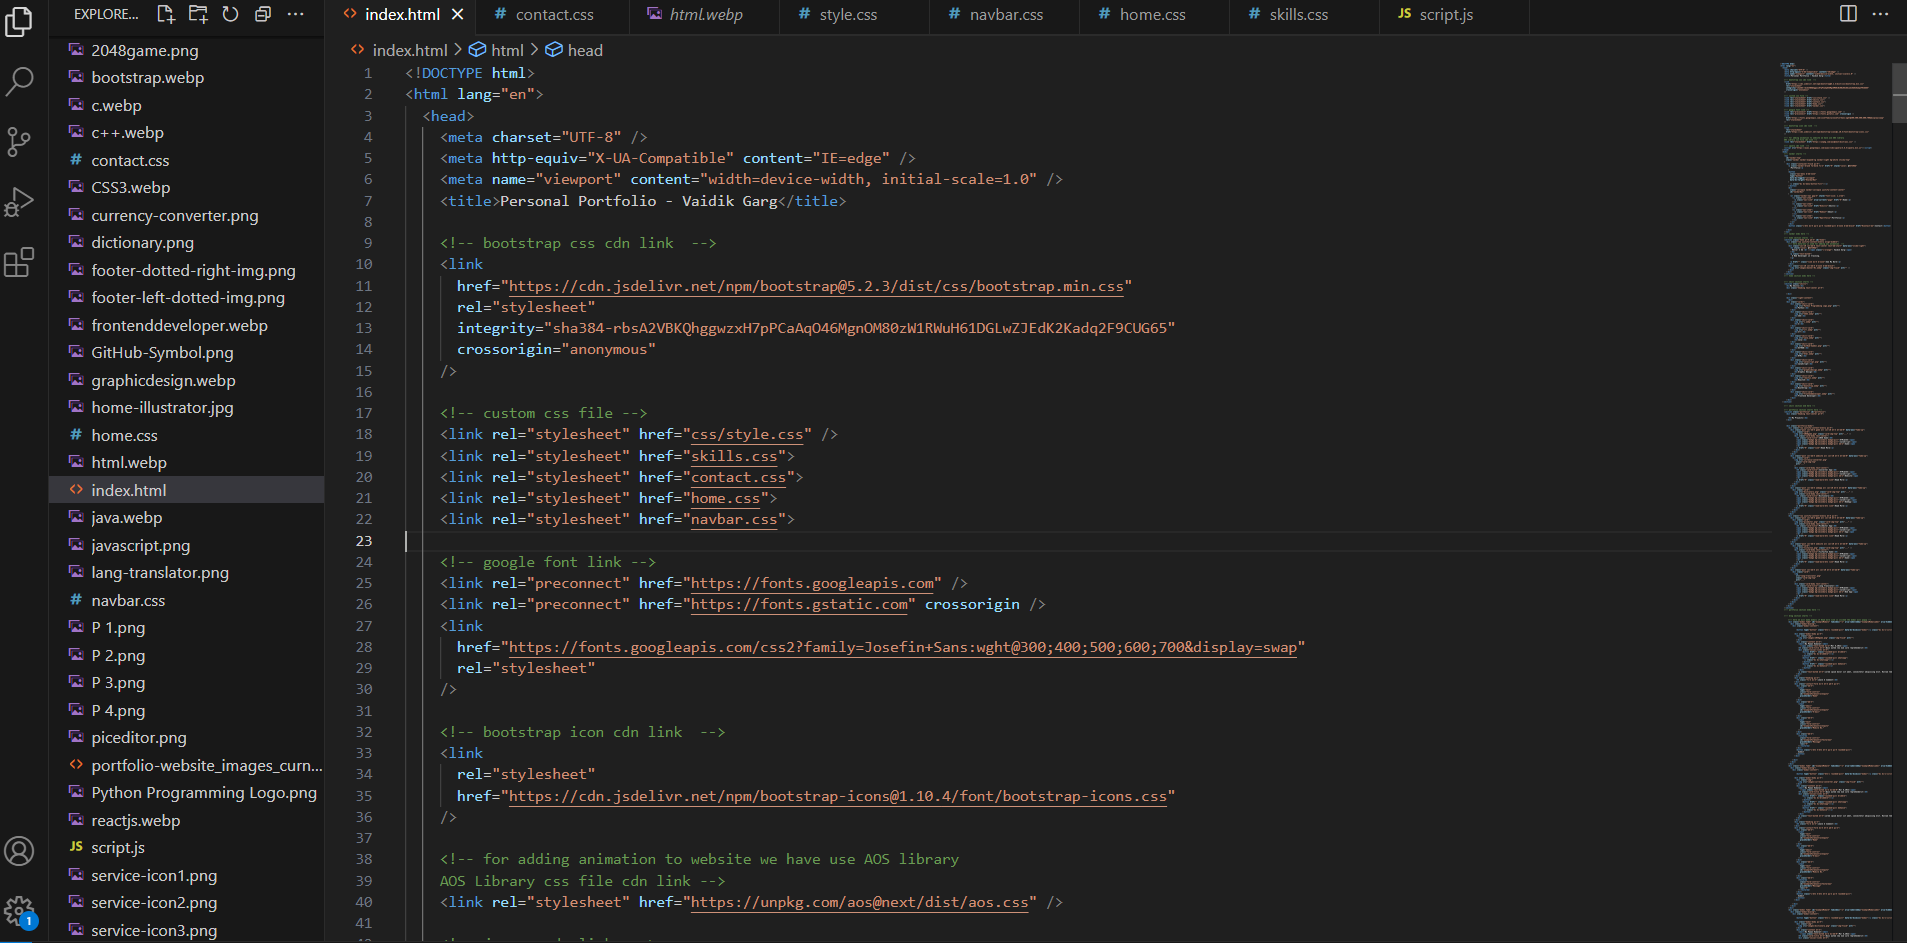 EXPLORE...
index.html
contact.css
html.webp
style.css
navbar.css
home.css
skills.css
JS script.js
2048game.png
bootstrap.webp
c.webp
c++.webp
# contact.css
CSS3.webp
currency-converter.png
dictionary.png
footer-dotted-right-img.png
footer-left-dotted-img.png
frontenddeveloper.webp
GitHub-Symbol.png
graphicdesign.webp
home-illustrator.jpg
# home.css
html.webp
<> index.html
java.webp
javascript.png
lang-translator.png
# navbar.css
P 1.png
P 2.png
P 3.png
P 4.png
piceditor.png
<> portfolio-website_images_curn...
Python Programming Logo.png
reactjs.webp
JS script.js
service-icon1.png
service-icon2.png
service-icon3.png
1
<> index.html > html > head
1 <!DOCTYPE html>
2 <html lang="en">
3 <head>
4 <meta charset="UTF-8" />
5 <meta http-equiv="X-UA-Compatible" content="IE=edge" />
6 <meta name="viewport" content="width=device-width, initial-scale=1.0" />
7 <title>Personal Portfolio - Vaidik Garg</title>
8
9 <!-- bootstrap css cdn link  -->
10 <link
11 href="https://cdn.jsdelivr.net/npm/bootstrap@5.2.3/dist/css/bootstrap.min.css"
12 rel="stylesheet"
13 integrity="sha384-rbsA2VBKQhggwzxH7pPCaAqO46MgnOM80zW1RWuH61DGLwZJEdK2Kadq2F9CUG65"
14 crossorigin="anonymous"
15 />
16
17 <!-- custom css file -->
18 <link rel="stylesheet" href="css/style.css" />
19 <link rel="stylesheet" href="skills.css">
20 <link rel="stylesheet" href="contact.css">
21 <link rel="stylesheet" href="home.css">
22 <link rel="stylesheet" href="navbar.css">
23
24 <!-- google font link -->
25 <link rel="preconnect" href="https://fonts.googleapis.com" />
26 <link rel="preconnect" href="https://fonts.gstatic.com" crossorigin />
27 <link
28 href="https://fonts.googleapis.com/css2?family=Josefin+Sans:wght@300;400;500;600;700&display=swap"
29 rel="stylesheet"
30 />
31
32 <!-- bootstrap icon cdn link  -->
33 <link
34 rel="stylesheet"
35 href="https://cdn.jsdelivr.net/npm/bootstrap-icons@1.10.4/font/bootstrap-icons.css"
36 />
37
38 <!-- for adding animation to website we have use AOS library
39 AOS Library css file cdn link -->
40 <link rel="stylesheet" href="https://unpkg.com/aos@next/dist/aos.css" />
41